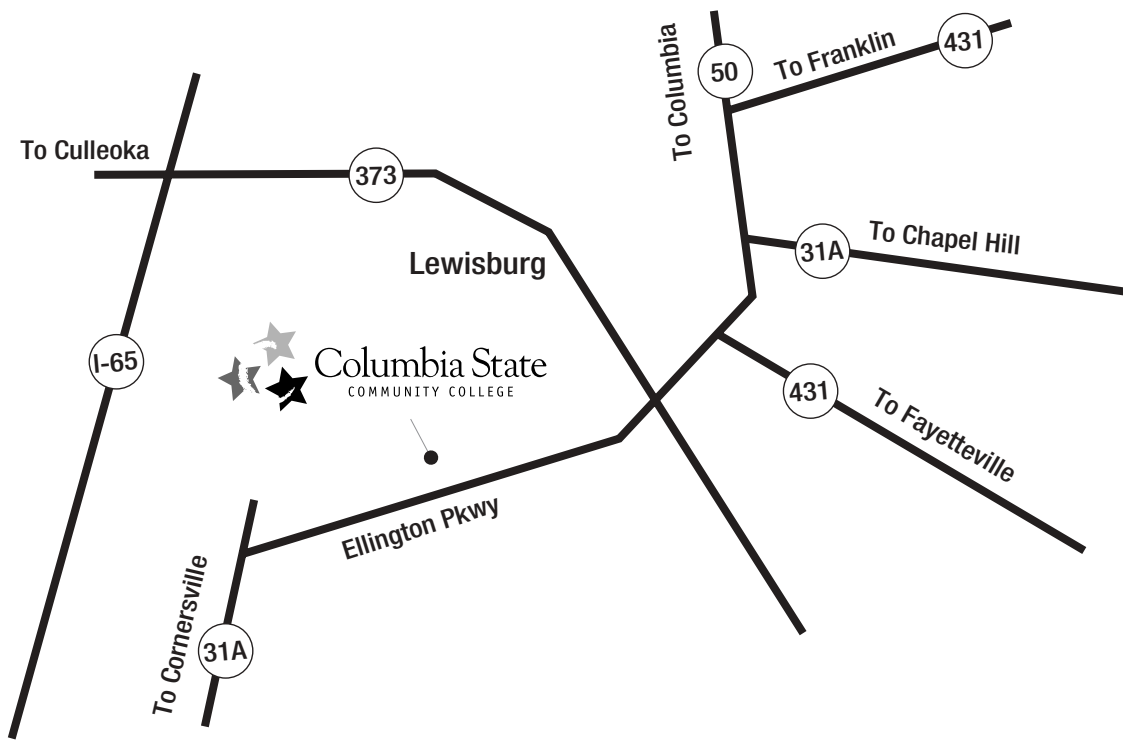 To Columbia
50
To Franklin
431
To Culleoka
373
Lewisburg
31A
To Chapel Hill
I-65
Columbia State
COMMUNITY COLLEGE
431
To Fayetteville
Ellington Pkwy
To Cornersville
31A